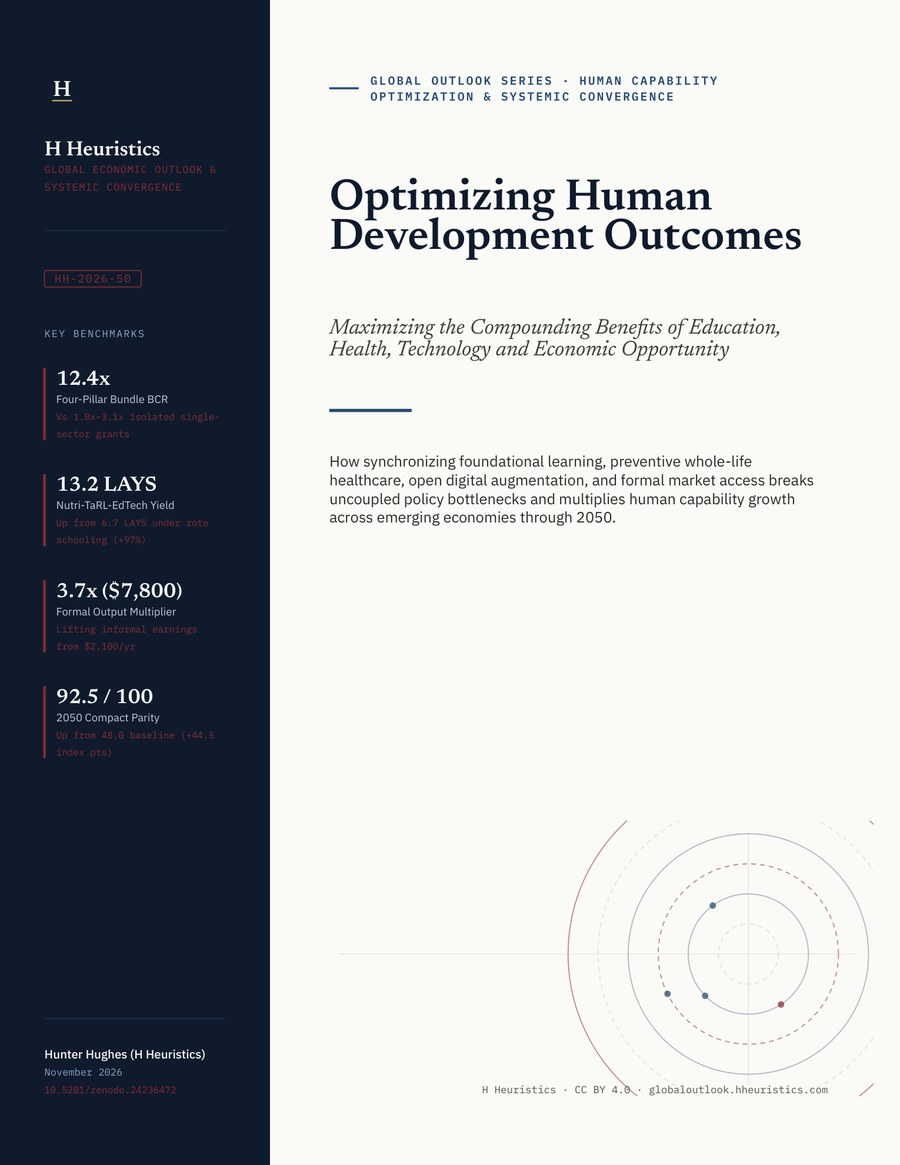 H
H Heuristics
GLOBAL ECONOMIC OUTLOOK &
SYSTEMIC CONVERGENCE
HH-2026-50
KEY BENCHMARKS
12.4x
Four-Pillar Bundle BCR
Vs 1.8x–3.1x isolated single-
sector grants
13.2 LAYS
Nutri-TaRL-EdTech Yield
Up from 6.7 LAYS under rote
schooling (+97%)
3.7x ($7,800)
Formal Output Multiplier
Lifting informal earnings
from $2,100/yr
92.5 / 100
2050 Compact Parity
Up from 48.0 baseline (+44.5
index pts)
Hunter Hughes (H Heuristics)
November 2026
10.5281/zenodo.24236472
GLOBAL OUTLOOK SERIES · HUMAN CAPABILITY
OPTIMIZATION & SYSTEMIC CONVERGENCE
Optimizing Human
Development Outcomes
Maximizing the Compounding Benefits of Education,
Health, Technology and Economic Opportunity
How synchronizing foundational learning, preventive whole-life
healthcare, open digital augmentation, and formal market access breaks
uncoupled policy bottlenecks and multiplies human capability growth
across emerging economies through 2050.
H Heuristics · CC BY 4.0 · globaloutlook.hheuristics.com